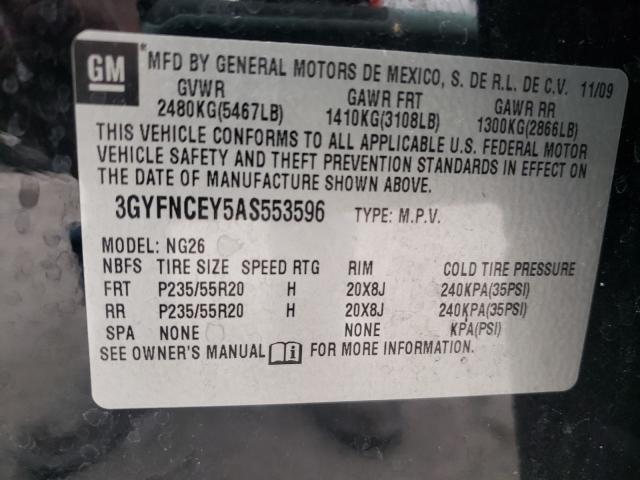 GM
*MFD BY GENERAL MOTORS DE MEXICO, S. DE R.L. DE C.V. 11/09
GVWR GAWR FRT GAWR RR
2480KG(5467LB) 1410KG(3108LB) 1300KG(2866LB)
THIS VEHICLE CONFORMS TO ALL APPLICABLE U.S. FEDERAL MOTOR
VEHICLE SAFETY AND THEFT PREVENTION STANDARDS IN EFFECT ON
THE DATE OF MANUFACTURE SHOWN ABOVE.
3GYFNCEY5AS553596 TYPE: M.P.V.
MODEL: NG26
NBFS TIRE SIZE SPEED RTG RIM COLD TIRE PRESSURE
FRT P235/55R20 H 20X8J 240KPA(35PSI)
RR P235/55R20 H 20X8J 240KPA(35PSI)
SPA NONE NONE KPA(PSI)
SEE OWNER'S MANUAL i FOR MORE INFORMATION.